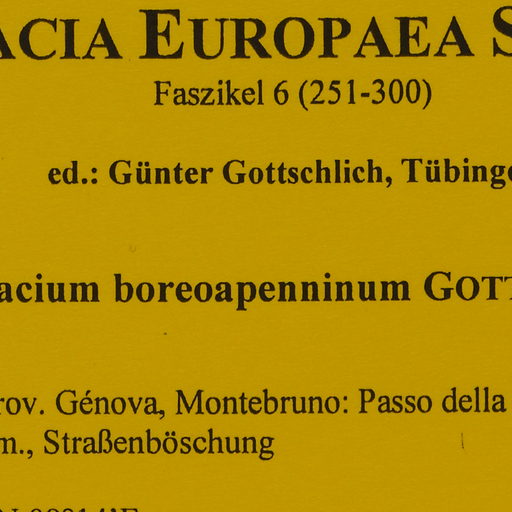 ACIA EUROPAEA S
Faszikel 6 (251-300)
ed.: Günter Gottschlich, Tübinge
acium boreoapenninum GOTT
rov. Génova, Montebruno: Passo della
m., Straßenböschung